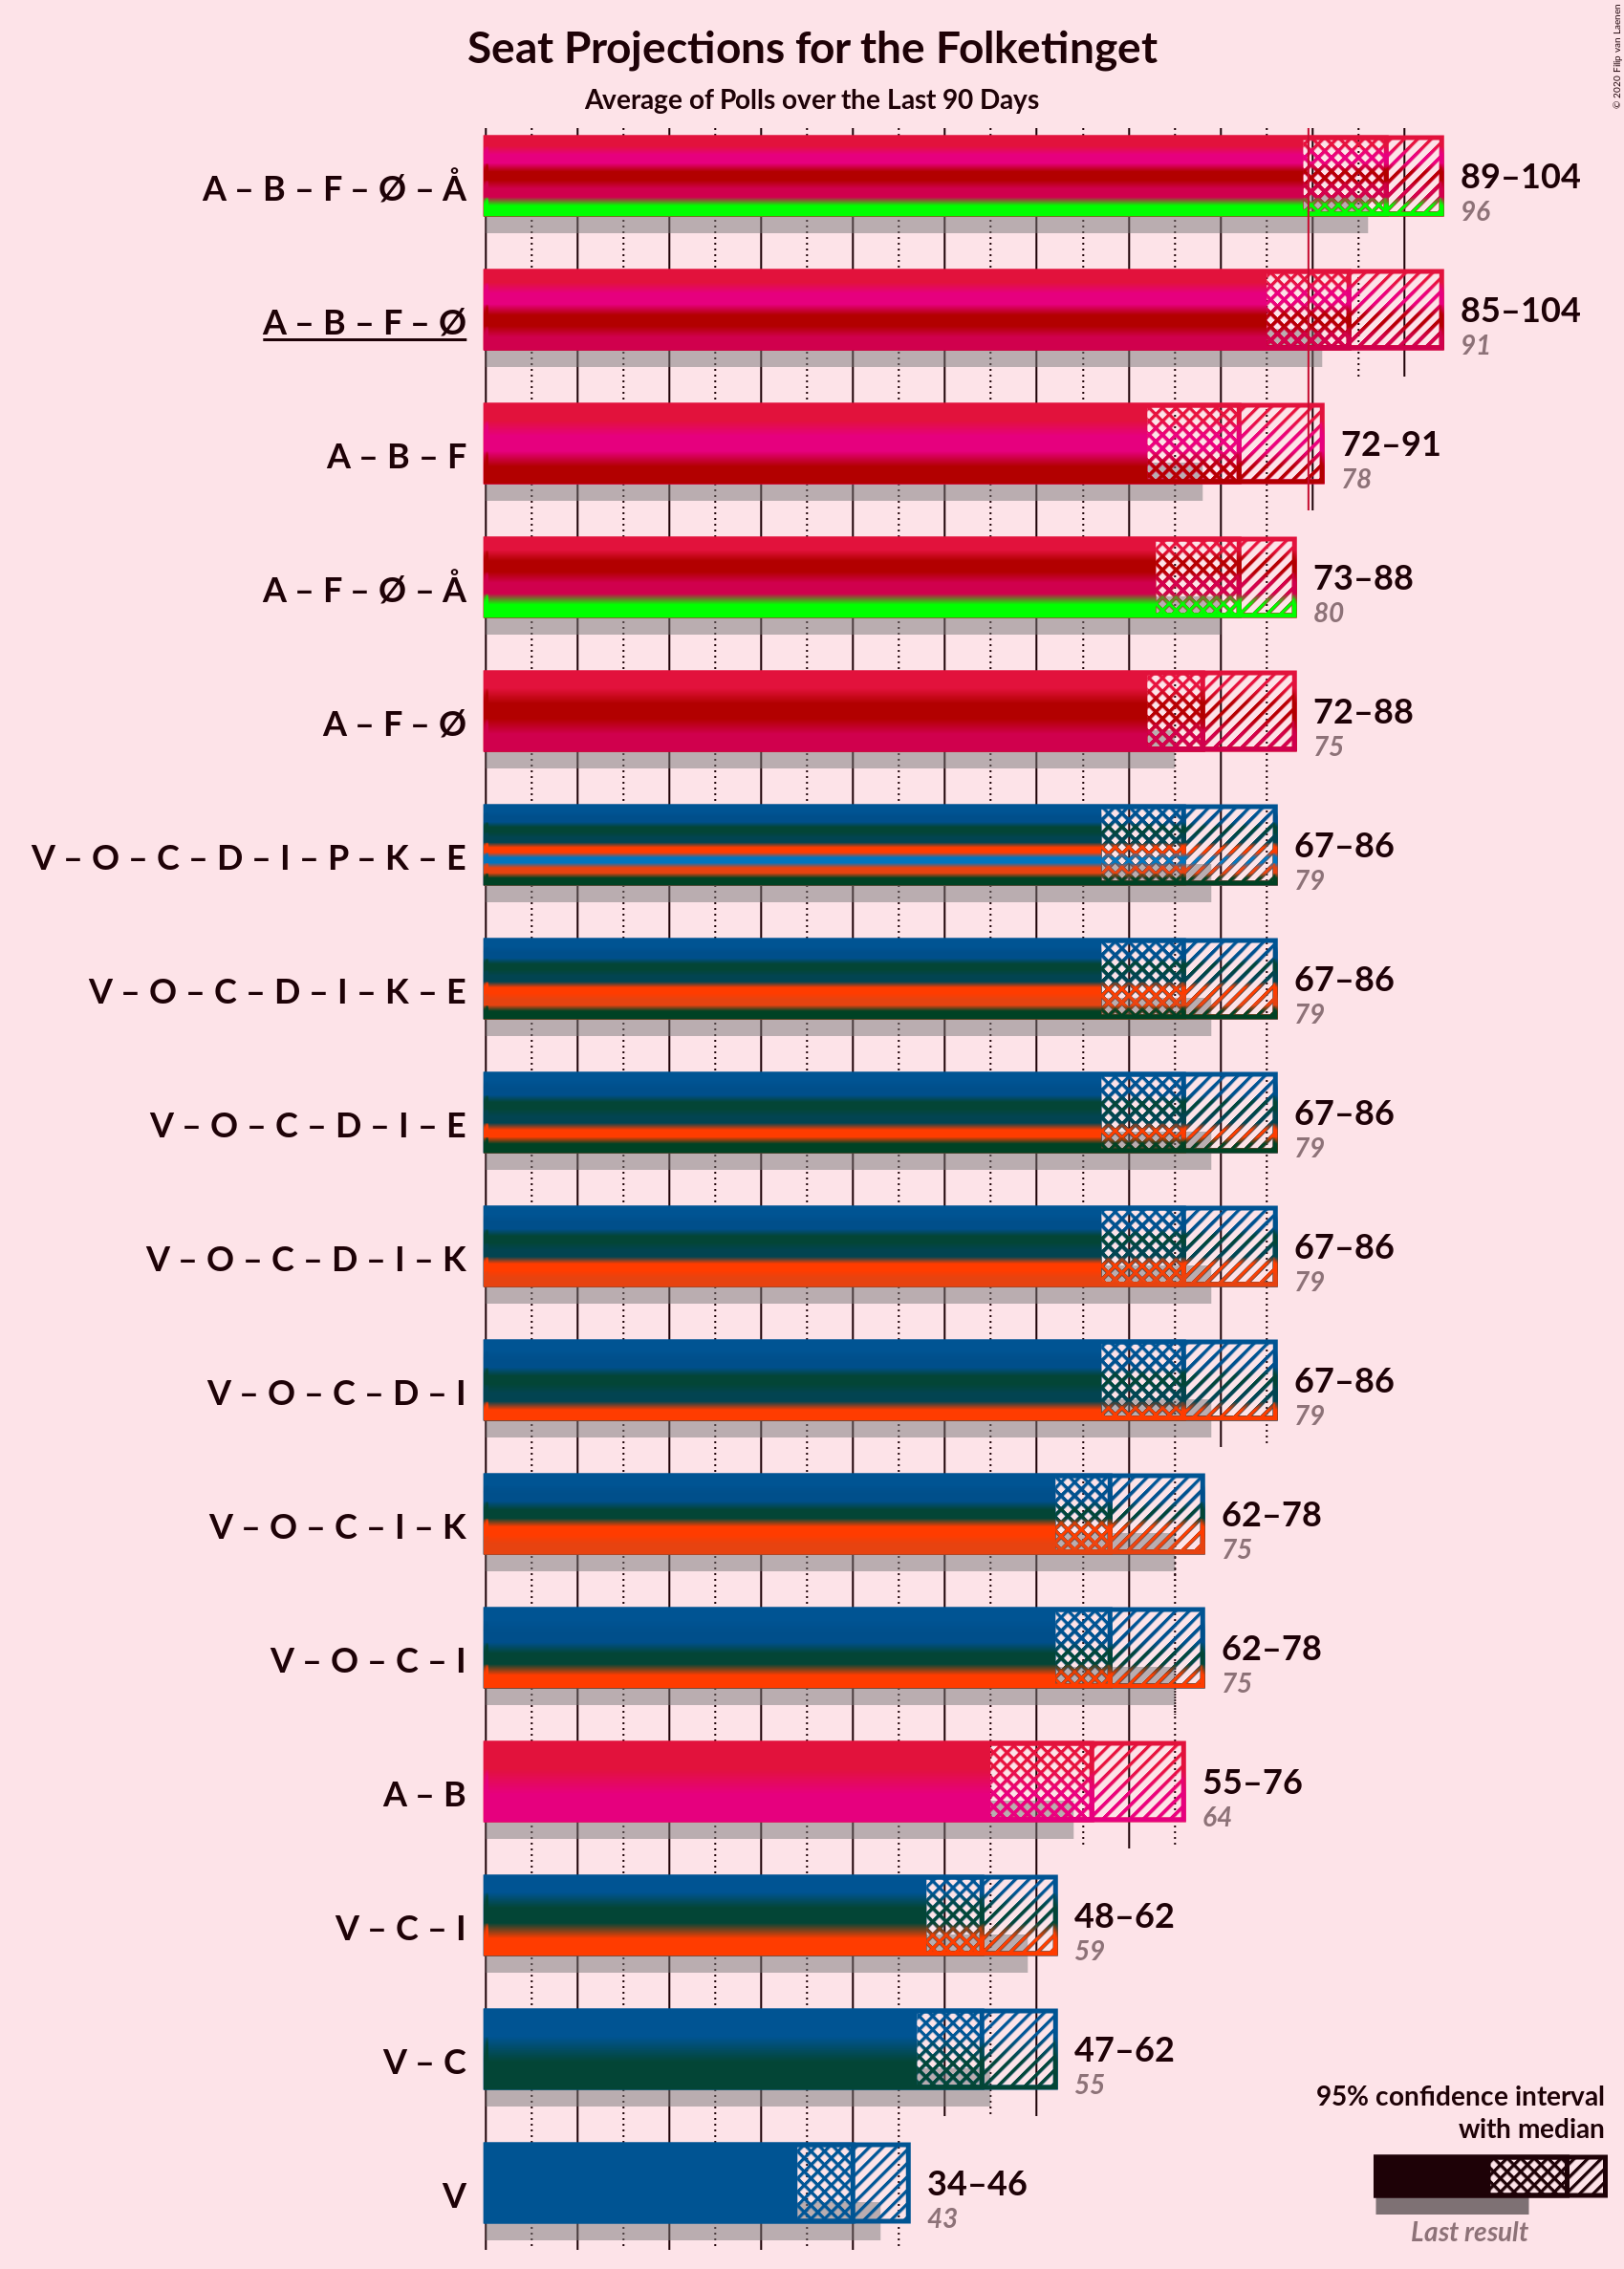 Seat Projections for the Folketinget
Average of Polls over the Last 90 Days
© 2020 Filip van Laenen
A – B – F – Ø – Å
89–104
96
A – B – F – Ø
85–104
91
A – B – F
72–91
78
A – F – Ø – Å
73–88
80
A – F – Ø
72–88
75
V – O – C – D – I – P – K – E
67–86
79
V – O – C – D – I – K – E
67–86
79
V – O – C – D – I – E
67–86
79
V – O – C – D – I – K
67–86
79
V – O – C – D – I
67–86
79
V – O – C – I – K
62–78
75
V – O – C – I
62–78
75
A – B
55–76
64
V – C – I
48–62
59
V – C
47–62
55
V
34–46
43
95% confidence interval
with median
Last result